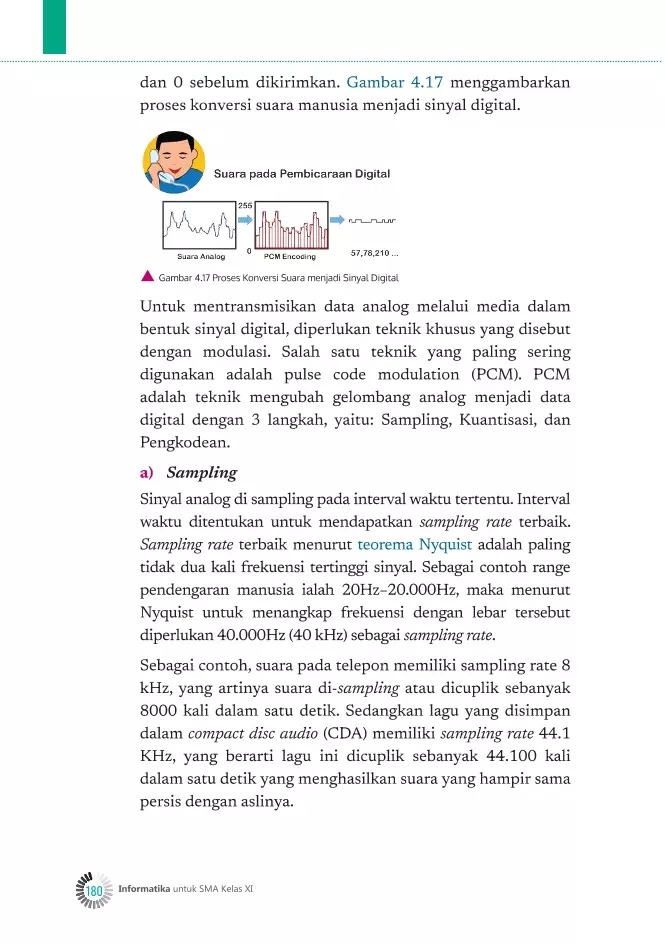 dan 0 sebelum dikirimkan. Gambar 4.17 menggambarkan
proses konversi suara manusia menjadi sinyal digital.
Suara pada Pembicaraan Digital
255
0
Suara Analog
PCM Encoding
57,78,210 ...
Gambar 4.17 Proses Konversi Suara menjadi Sinyal Digital
Untuk mentransmisikan data analog melalui media dalam
bentuk sinyal digital, diperlukan teknik khusus yang disebut
dengan modulasi. Salah satu teknik yang paling sering
digunakan adalah pulse code modulation (PCM). PCM
adalah teknik mengubah gelombang analog menjadi data
digital dengan 3 langkah, yaitu: Sampling, Kuantisasi, dan
Pengkodean.
a) Sampling
Sinyal analog di sampling pada interval waktu tertentu. Interval
waktu ditentukan untuk mendapatkan sampling rate terbaik.
Sampling rate terbaik menurut teorema Nyquist adalah paling
tidak dua kali frekuensi tertinggi sinyal. Sebagai contoh range
pendengaran manusia ialah 20Hz–20.000Hz, maka menurut
Nyquist untuk menangkap frekuensi dengan lebar tersebut
diperlukan 40.000Hz (40 kHz) sebagai sampling rate.
Sebagai contoh, suara pada telepon memiliki sampling rate 8
kHz, yang artinya suara di-sampling atau dicuplik sebanyak
8000 kali dalam satu detik. Sedangkan lagu yang disimpan
dalam compact disc audio (CDA) memiliki sampling rate 44.1
KHz, yang berarti lagu ini dicuplik sebanyak 44.100 kali
dalam satu detik yang menghasilkan suara yang hampir sama
persis dengan aslinya.
180
Informatika untuk SMA Kelas XI